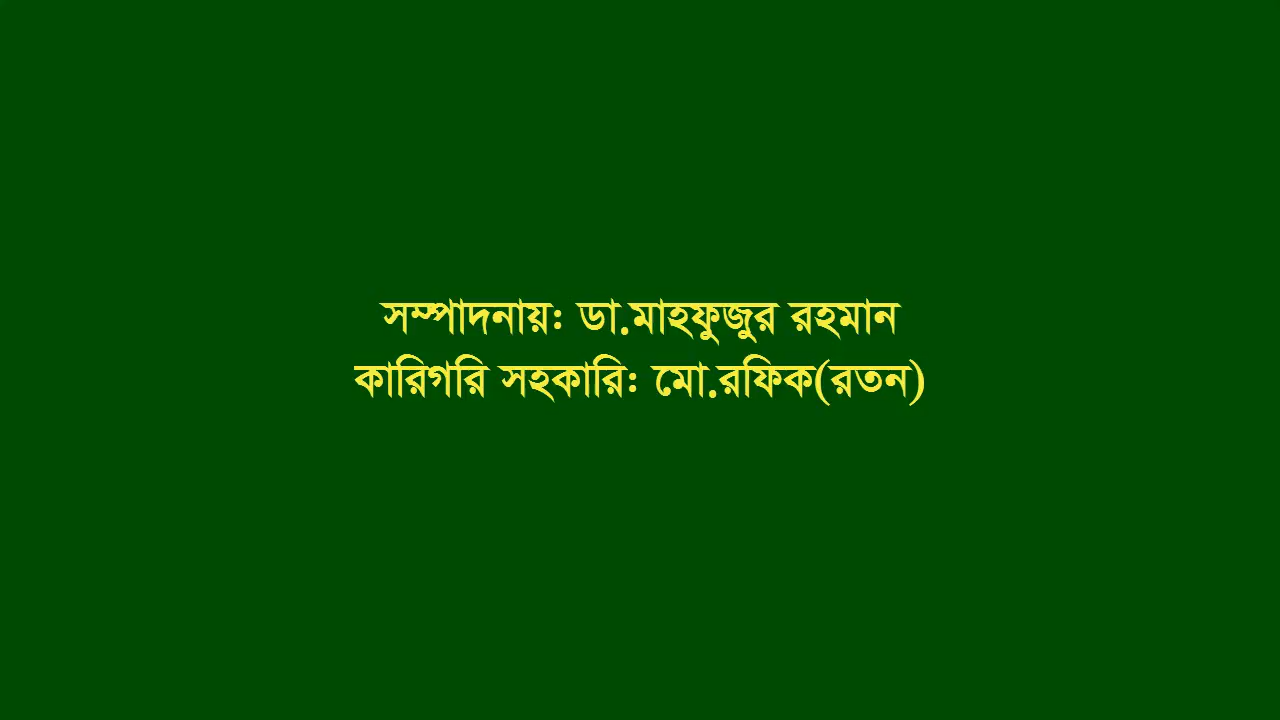 সম্পাদনায়: ডা.মাহফুজুর রহমান
কারিগরি সহকারি: মো.রফিক(রতন)